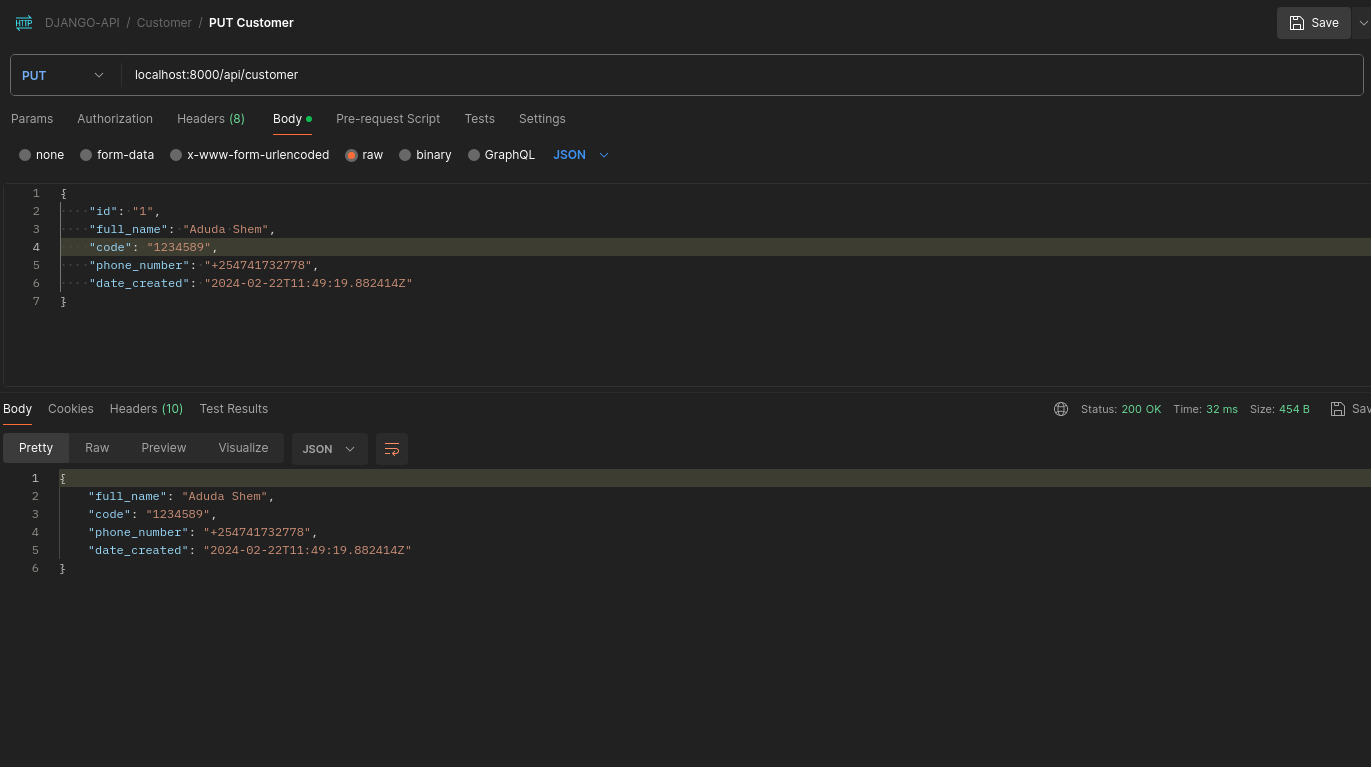 HTTP DJANGO-API / Customer / PUT Customer Save
PUT localhost:8000/api/customer
Params Authorization Headers (8) Body Pre-request Script Tests Settings
none form-data x-www-form-urlencoded raw binary GraphQL JSON
1 {
2 ····"id":·"1",
3 ····"full_name":·"Aduda·Shem",
4 ····"code":·"1234589",
5 ····"phone_number":·"+254741732778",
6 ····"date_created":·"2024-02-22T11:49:19.882414Z"
7 }
Body Cookies Headers (10) Test Results Status: 200 OK Time: 32 ms Size: 454 B Sav
Pretty Raw Preview Visualize JSON
1 {
2 "full_name": "Aduda Shem",
3 "code": "1234589",
4 "phone_number": "+254741732778",
5 "date_created": "2024-02-22T11:49:19.882414Z"
6 }